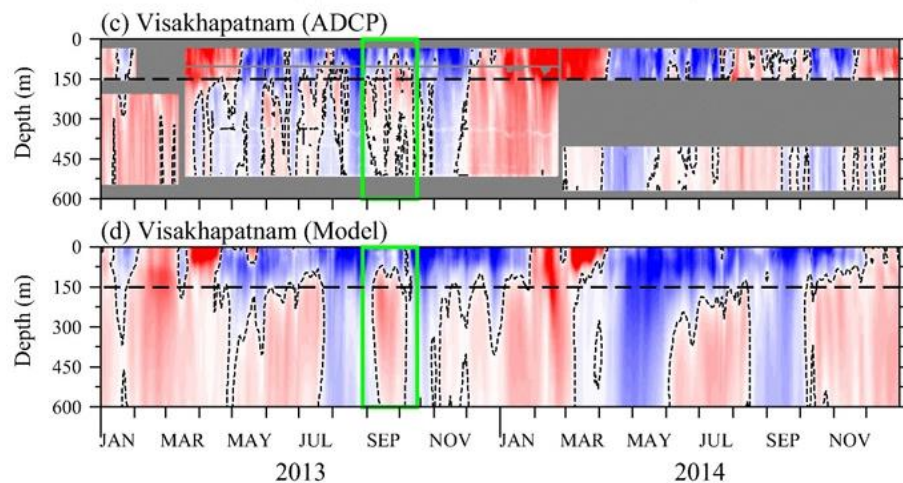 (c) Visakhapatnam (ADCP)
0
150
300
450
600
Depth (m)
(d) Visakhapatnam (Model)
0
150
300
450
600
Depth (m)
JAN MAR MAY JUL SEP NOV JAN MAR MAY JUL SEP NOV
2013 2014